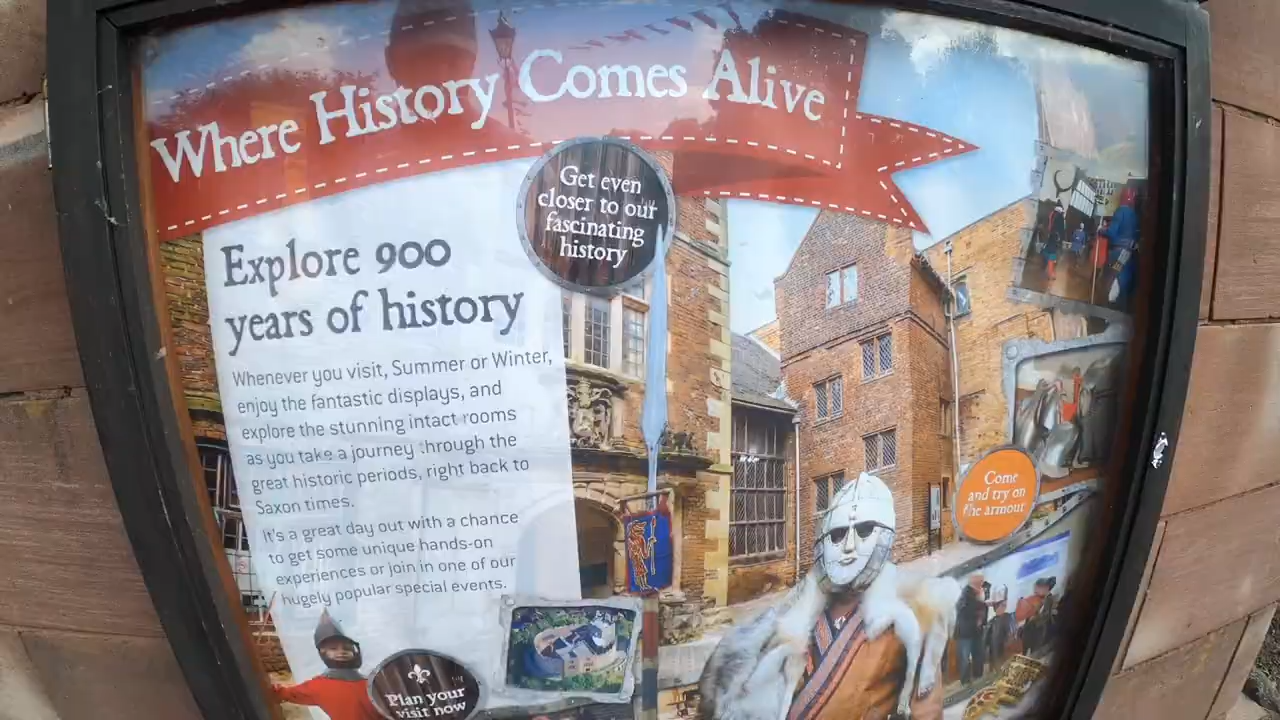 Where History Comes Alive
Get even
closer to our
fascinating
history
Explore 900
years of history
Whenever you visit, Summer or Winter,
enjoy the fantastic displays, and
explore the stunning intact rooms
as you take a journey through the
great historic periods, right back to
Saxon times.
It's a great day out with a chance
to get some unique hands-on
experiences or join in one of our
hugely popular special events.
Come
and try on
the armour
Plan your
visit now